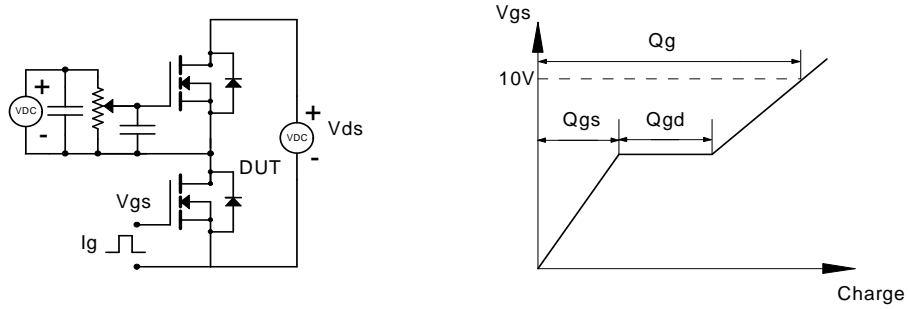 +
VDC
-
+
VDC
-
Vds
DUT
Vgs
Ig
Vgs
Qg
10V
Qgs
Qgd
Charge